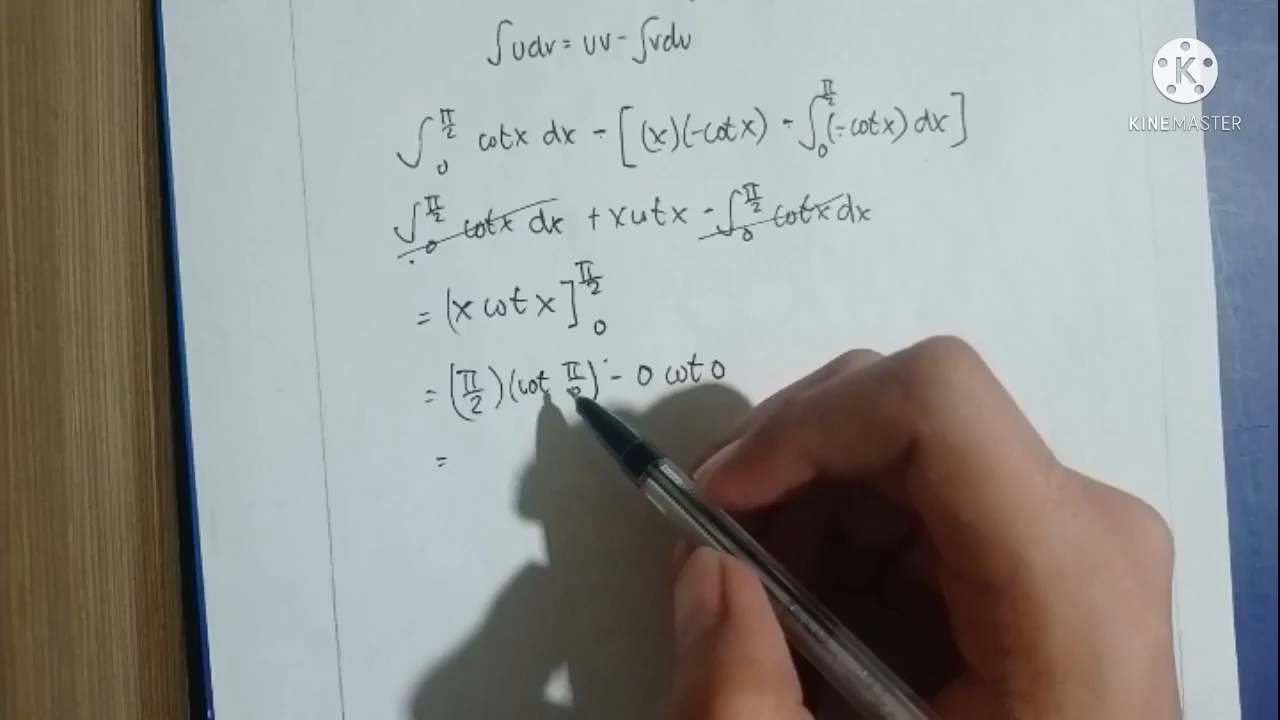 ∫udv = uv - ∫vdu
KINEMASTER
∫₀^(π/2) cotx dx - [(x)(-cotx) - ∫₀^(π/2) (-cotx) dx]
∫₀^(π/2) cotx dx + x cotx - ∫₀^(π/2) cotx dx
= (x cot x]₀^(π/2)
= (π/2)(cot π/2) - 0 cot 0
=